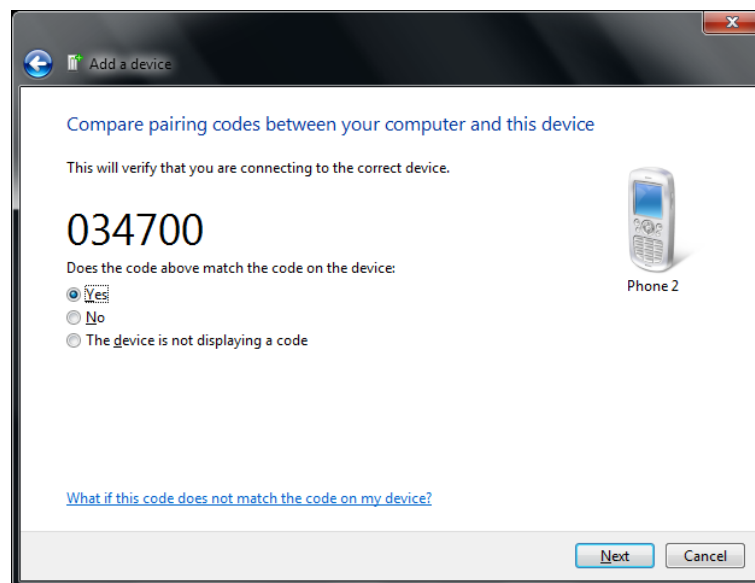 Add a device
Compare pairing codes between your computer and this device
This will verify that you are connecting to the correct device.
034700
Does the code above match the code on the device:
Yes
No
The device is not displaying a code
Phone 2
What if this code does not match the code on my device?
Next
Cancel